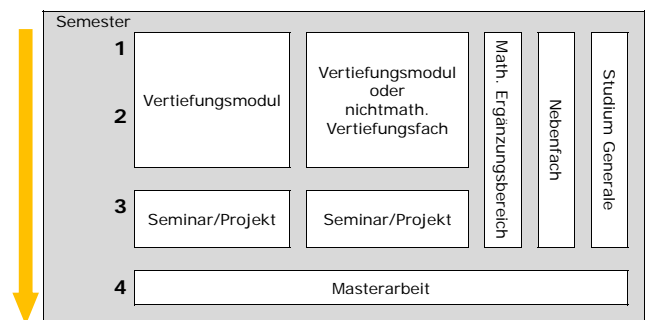 Semester
1
2
Vertiefungsmodul
Vertiefungsmodul
oder
nichtmath.
Vertiefungsfach
Math. Ergänzungsbereich
Nebenfach
Studium Generale
3
Seminar/Projekt
Seminar/Projekt
4
Masterarbeit